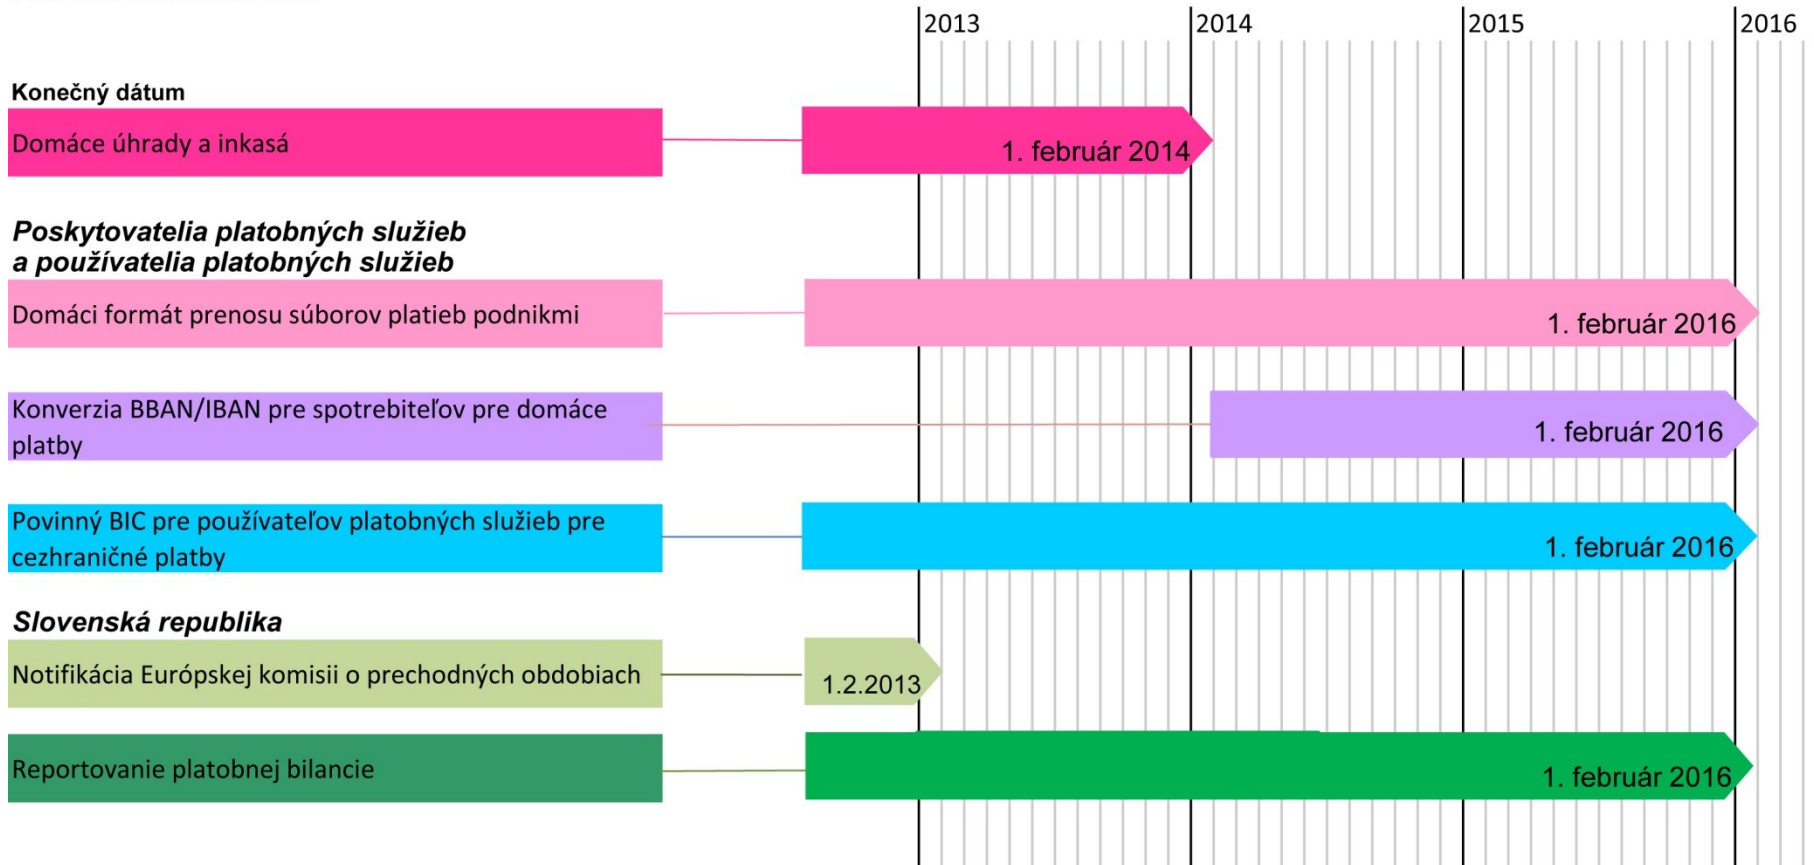 2013
2014
2015
2016
Konečný dátum
Domáce úhrady a inkasá
1. február 2014
Poskytovatelia platobných služieb
a používatelia platobných služieb
Domáci formát prenosu súborov platieb podnikmi
1. február 2016
Konverzia BBAN/IBAN pre spotrebiteľov pre domáce
platby
1. február 2016
Povinný BIC pre používateľov platobných služieb pre
cezhraničné platby
1. február 2016
Slovenská republika
Notifikácia Európskej komisii o prechodných obdobiach
1.2.2013
Reportovanie platobnej bilancie
1. február 2016